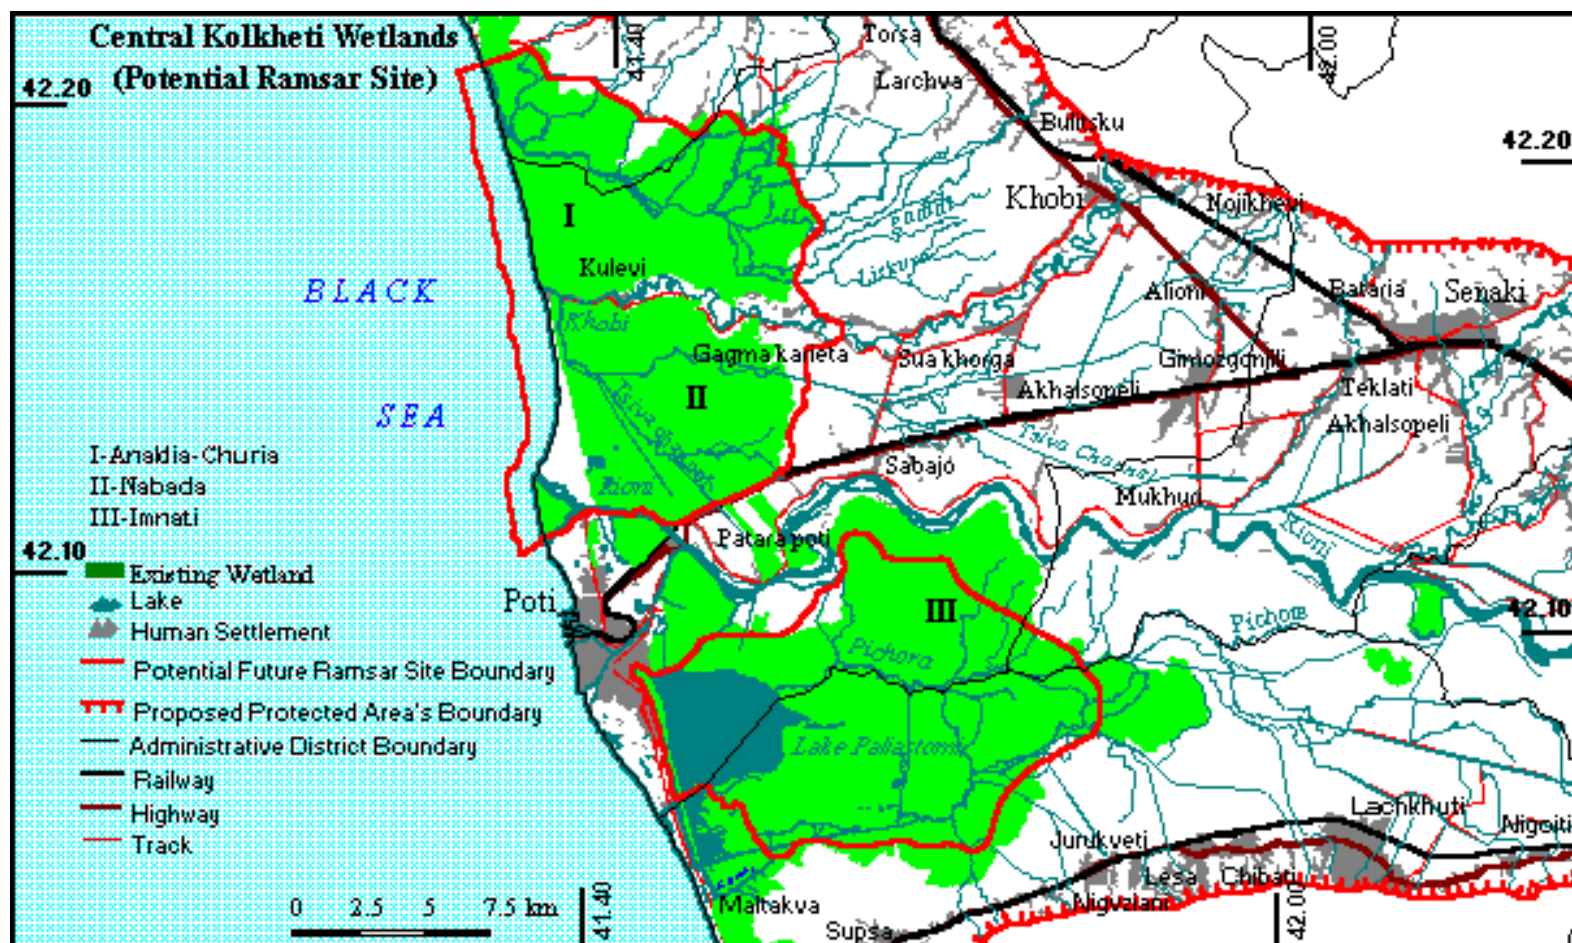 Central Kolkheti Wetlands
(Potential Ramsar Site)
42.20
41.40
42.00
42.20
Torsa
Larchva
Bulitsku
Khobi
Nojikhevi
I
Kulevi
BLACK
SEA
Khobi
Alioni
Bataria
Senaki
Gagma karieta
Sua khorga
Akhalsopeli
Teklati
Akhalsopeli
II
Rioni
Sabajo
Mukhuri
Rioni
I-Anaklia-Churia
II-Nabada
III-Imnati
42.10
Patara poti
Poti
III
Pichora
Pichora
42.10
Lake Paliastomi
Existing Wetland
Lake
Human Settlement
Potential Future Ramsar Site Boundary
Proposed Protected Area's Boundary
Administrative District Boundary
Railway
Highway
Track
0 2.5 5 7.5 km
41.40
42.00
Maltakva
Supsa
Jurukveti
Lesa
Chibati
Nigvziani
Lachkhuti
Nigoiti